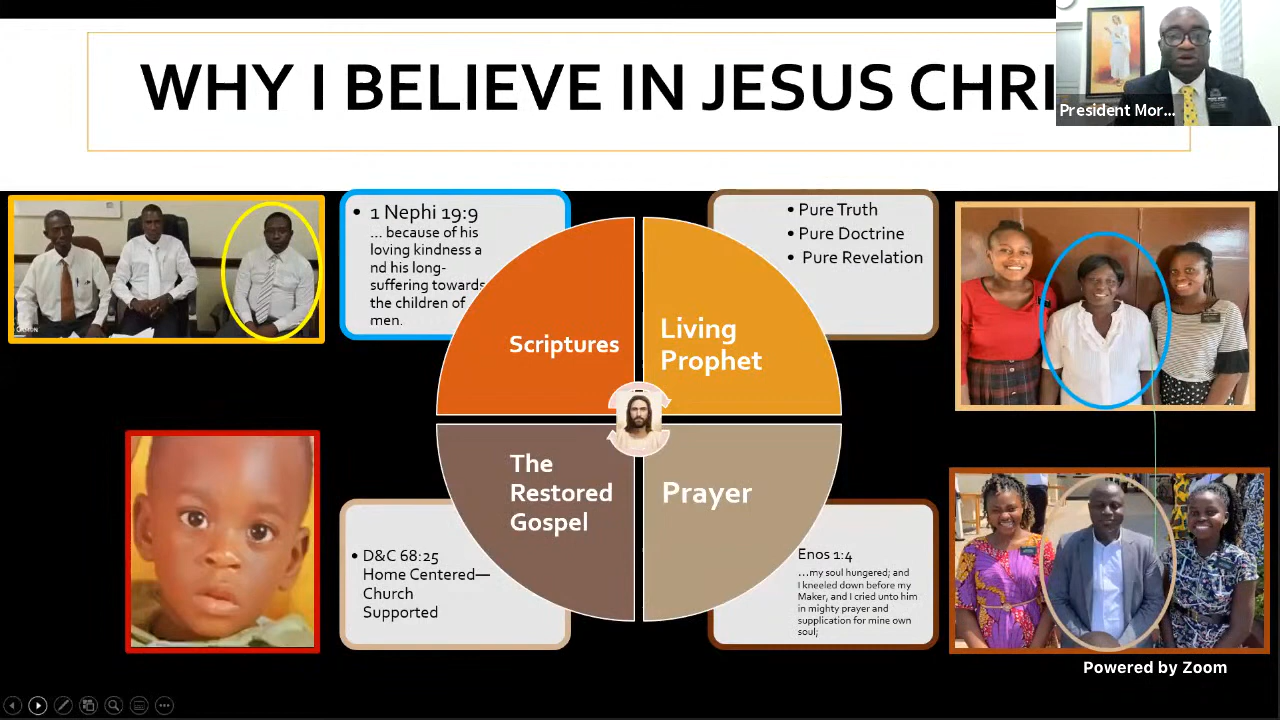 WHY I BELIEVE IN JESUS CHRI
President Mor...
• 1 Nephi 19:9
... because of his
loving kindness a
nd his long-
suffering towards
the children of
men.
• Pure Truth
• Pure Doctrine
• Pure Revelation
Scriptures
Living
Prophet
The
Restored
Gospel
Prayer
• D&C 68:25
Home Centered—
Church
Supported
Enos 1:4
...my soul hungered; and
I kneeled down before my
Maker, and I cried unto him
in mighty prayer and
supplication for mine own
soul;
Powered by Zoom